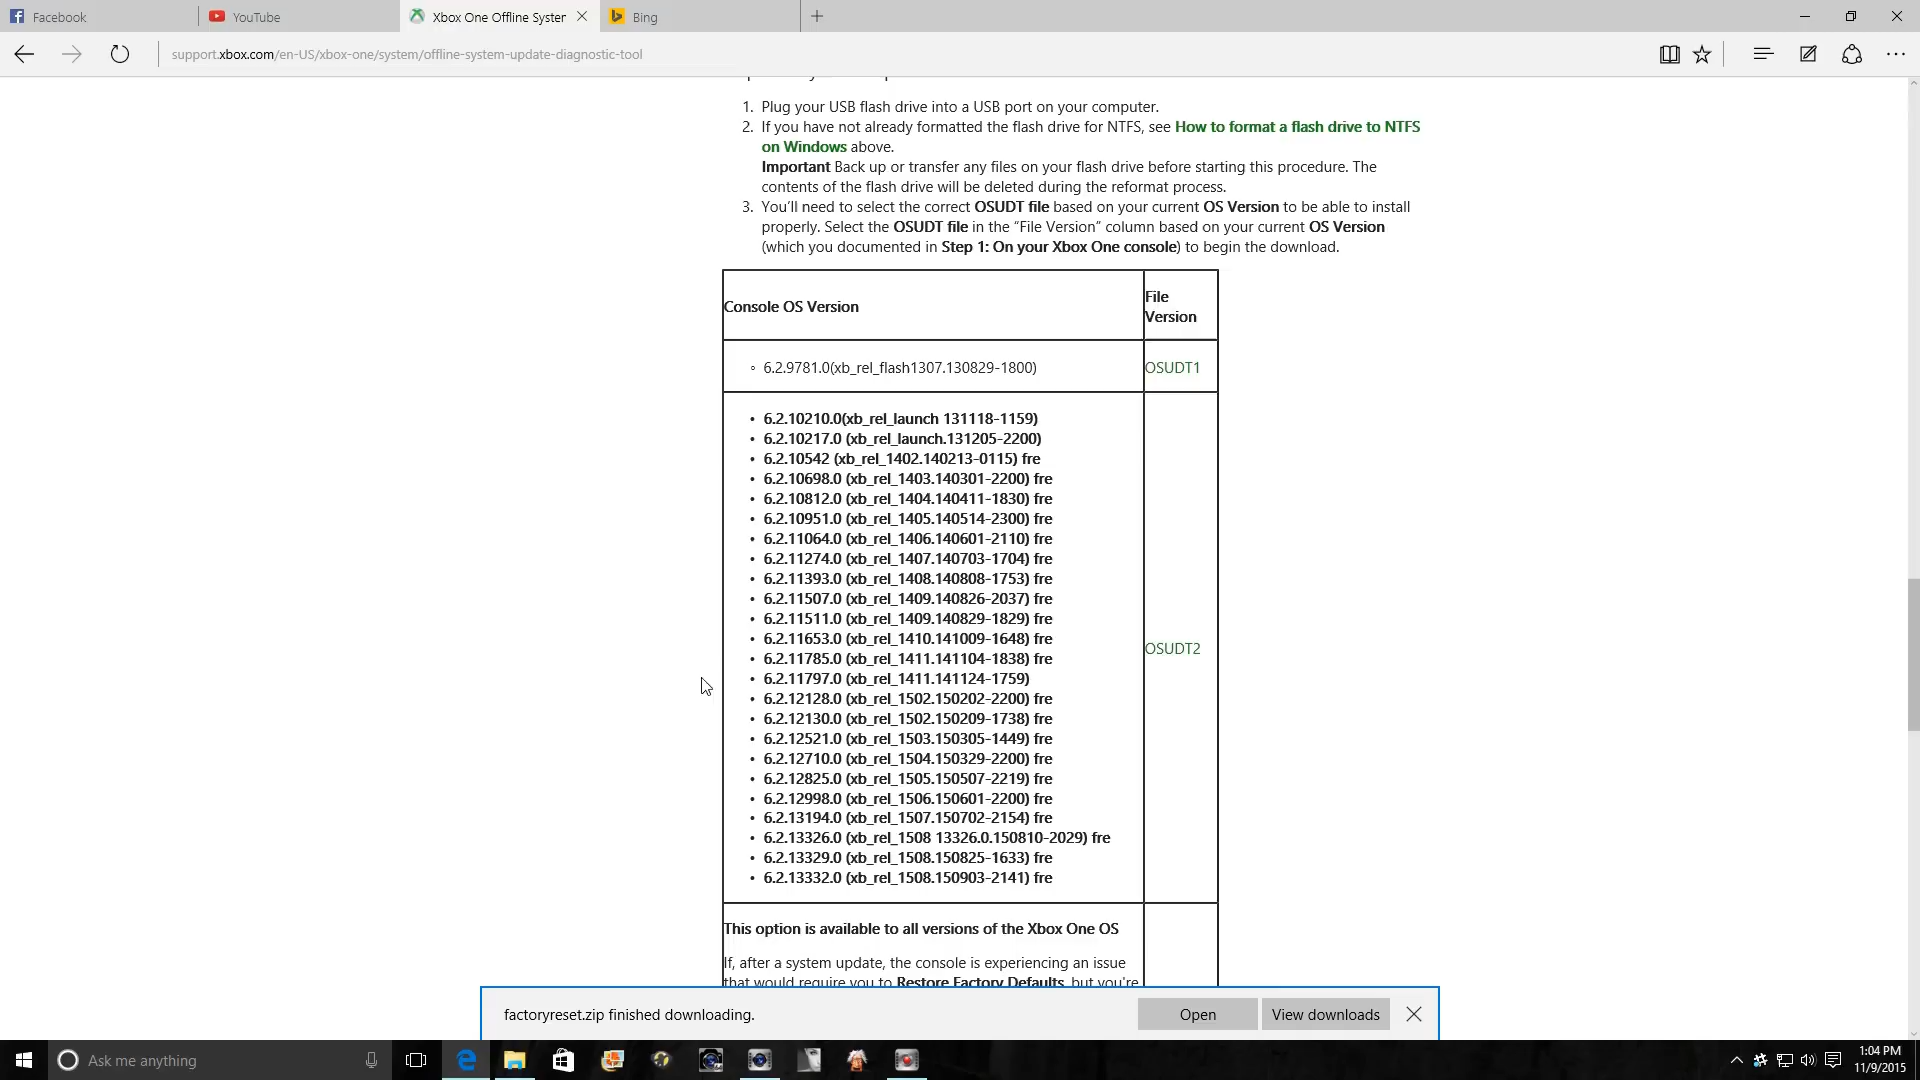 Facebook
YouTube
Xbox One Offline Syster
Bing
support.xbox.com/en-US/xbox-one/system/offline-system-update-diagnostic-tool
1. Plug your USB flash drive into a USB port on your computer.
2. If you have not already formatted the flash drive for NTFS, see How to format a flash drive to NTFS
on Windows above.
Important Back up or transfer any files on your flash drive before starting this procedure. The
contents of the flash drive will be deleted during the reformat process.
3. You’ll need to select the correct OSUDT file based on your current OS Version to be able to install
properly. Select the OSUDT file in the “File Version” column based on your current OS Version
(which you documented in Step 1: On your Xbox One console) to begin the download.
Console OS Version
File
Version
6.2.9781.0(xb_rel_flash1307.130829-1800)
OSUDT1
• 6.2.10210.0(xb_rel_launch 131118-1159)
• 6.2.10217.0 (xb_rel_launch.131205-2200)
• 6.2.10542 (xb_rel_1402.140213-0115) fre
• 6.2.10698.0 (xb_rel_1403.140301-2200) fre
• 6.2.10812.0 (xb_rel_1404.140411-1830) fre
• 6.2.10951.0 (xb_rel_1405.140514-2300) fre
• 6.2.11064.0 (xb_rel_1406.140601-2110) fre
• 6.2.11274.0 (xb_rel_1407.140703-1704) fre
• 6.2.11393.0 (xb_rel_1408.140808-1753) fre
• 6.2.11507.0 (xb_rel_1409.140826-2037) fre
• 6.2.11511.0 (xb_rel_1409.140829-1829) fre
• 6.2.11653.0 (xb_rel_1410.141009-1648) fre
• 6.2.11785.0 (xb_rel_1411.141104-1838) fre
• 6.2.11797.0 (xb_rel_1411.141124-1759)
• 6.2.12128.0 (xb_rel_1502.150202-2200) fre
• 6.2.12130.0 (xb_rel_1502.150209-1738) fre
• 6.2.12521.0 (xb_rel_1503.150305-1449) fre
• 6.2.12710.0 (xb_rel_1504.150329-2200) fre
• 6.2.12825.0 (xb_rel_1505.150507-2219) fre
• 6.2.12998.0 (xb_rel_1506.150601-2200) fre
• 6.2.13194.0 (xb_rel_1507.150702-2154) fre
• 6.2.13326.0 (xb_rel_1508 13326.0.150810-2029) fre
• 6.2.13329.0 (xb_rel_1508.150825-1633) fre
• 6.2.13332.0 (xb_rel_1508.150903-2141) fre
OSUDT2
This option is available to all versions of the Xbox One OS
If, after a system update, the console is experiencing an issue
that would require you to Restore Factory Defaults, but you're
factoryreset.zip finished downloading.
Open
View downloads
Ask me anything
1:04 PM
11/9/2015